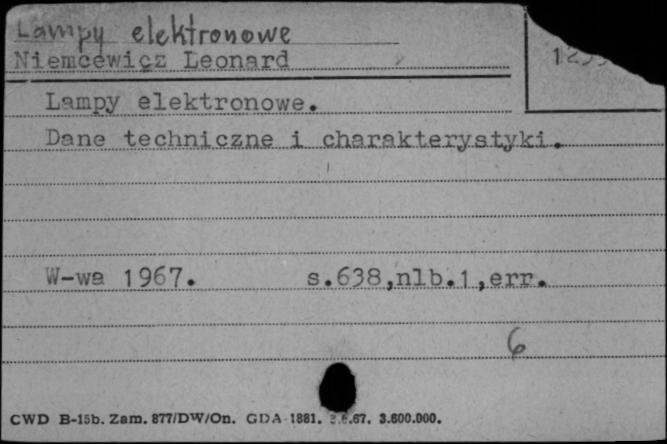 Lampy elektronowe
Niemcewicz Leonard
Lampy elektronowe.
Dane techniczne i charakterystyki.
W-wa 1967. s.638,nlb.1,err.
6
CWD B-15b. Zam. 877/DW/On. GDA 1881. .67. 3.600.000.